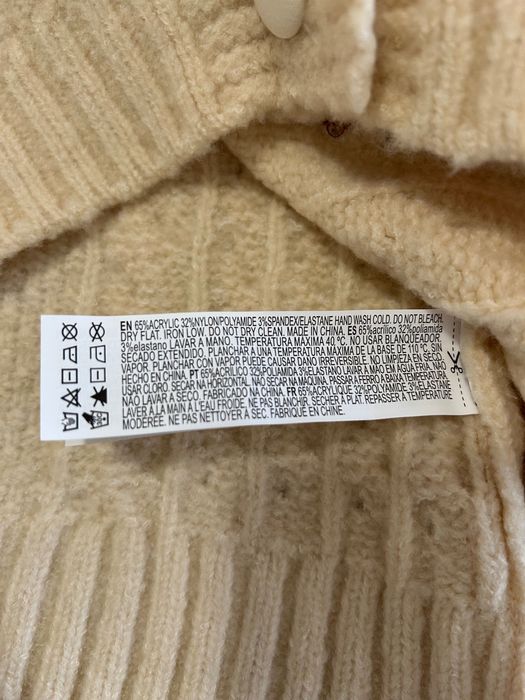 EN 65%ACRYLIC 32%NYLON/POLYAMIDE 3%SPANDEX/ELASTANE HAND WASH COLD. DO NOT BLEACH.
DRY FLAT. IRON LOW. DO NOT DRY CLEAN. MADE IN CHINA. ES 65%acrílico 32%poliamida
3%elastano LAVAR A MANO. TEMPERATURA MAXIMA 40 °C. NO USAR BLANQUEADOR.
SECADO EXTENDIDO. PLANCHAR A UNA TEMPERATURA MAXIMA DE LA BASE DE 110 °C, SIN
VAPOR. PLANCHAR CON VAPOR PUEDE CAUSAR DANO IRREVERSIBLE. NO LIMPIEZA EN SECO.
HECHO EN CHINA. PT 65%ACRÍLICO 32%POLIAMIDA 3%ELASTANO LAVAR A MAO EM AGUA FRIA, NÃO
USAR CLORO. SECAR NA HORIZONTAL. NÃO SECAR NA MAQUINA. PASSAR A FERRO A BAIXA TEMPERATURA
NÃO LAVAR A SECO. FABRICADO NA CHINA. FR 65%ACRYLIQUE 32%POLYAMIDE 3%ELASTANE
LAVER À LA MAIN À L'EAU FROIDE. NE PAS BLANCHIR. SÉCHER À PLAT. REPASSER À TEMPÉRATURE
MODÉRÉE. NE PAS NETTOYER À SEC. FABRIQUÉ EN CHINE.